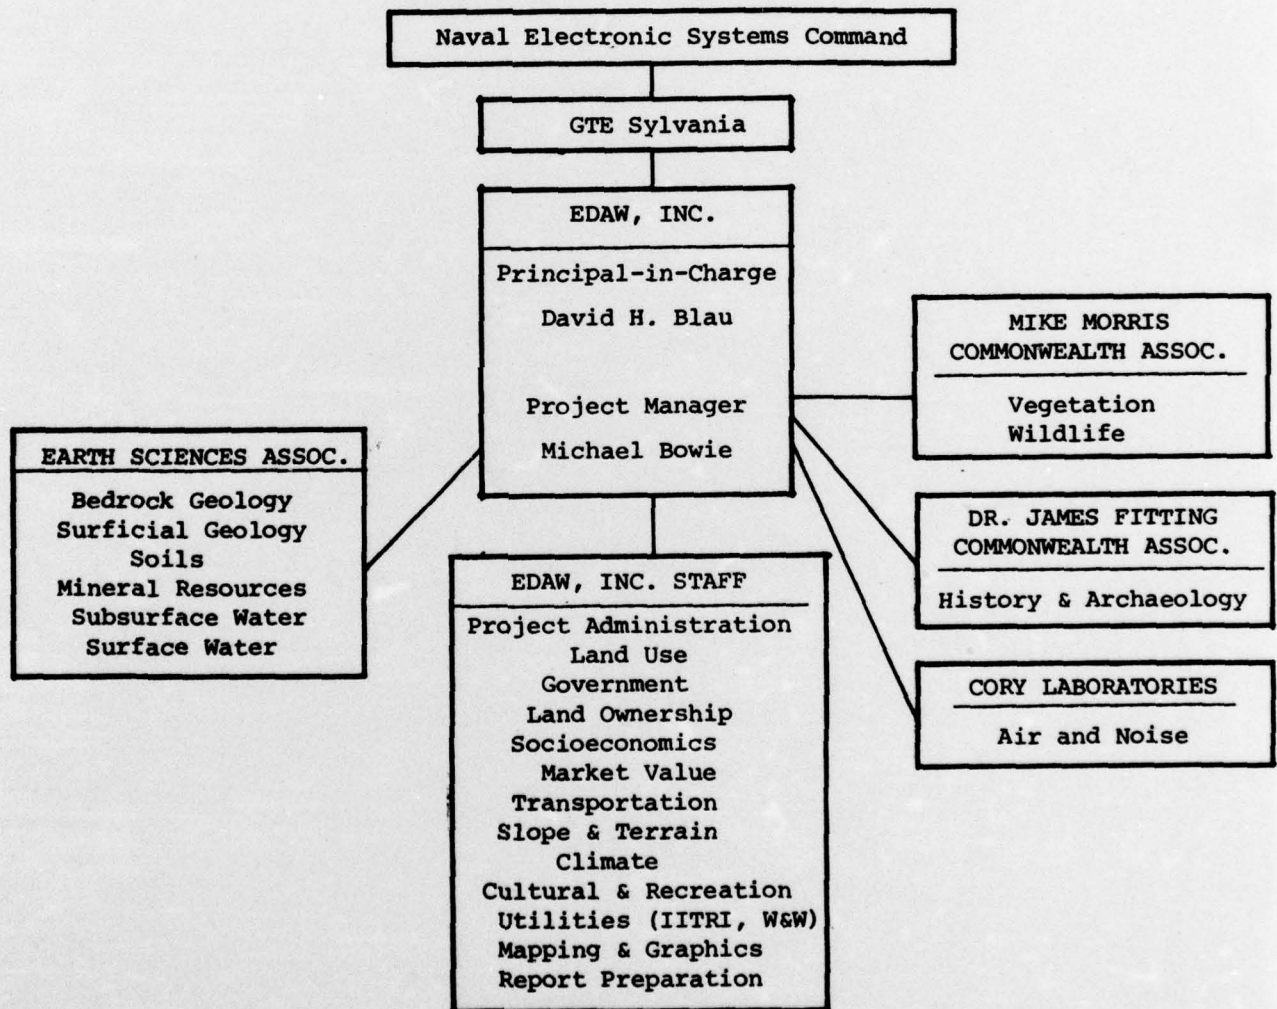 Naval Electronic Systems Command
GTE Sylvania
EDAW, INC.
Principal-in-Charge
David H. Blau
Project Manager
Michael Bowie
EARTH SCIENCES ASSOC.
Bedrock Geology
Surficial Geology
Soils
Mineral Resources
Subsurface Water
Surface Water
EDAW, INC. STAFF
Project Administration
Land Use
Government
Land Ownership
Socioeconomics
Market Value
Transportation
Slope & Terrain
Climate
Cultural & Recreation
Utilities (IITRI, W&W)
Mapping & Graphics
Report Preparation
MIKE MORRIS
COMMONWEALTH ASSOC.
Vegetation
Wildlife
DR. JAMES FITTING
COMMONWEALTH ASSOC.
History & Archaeology
CORY LABORATORIES
Air and Noise